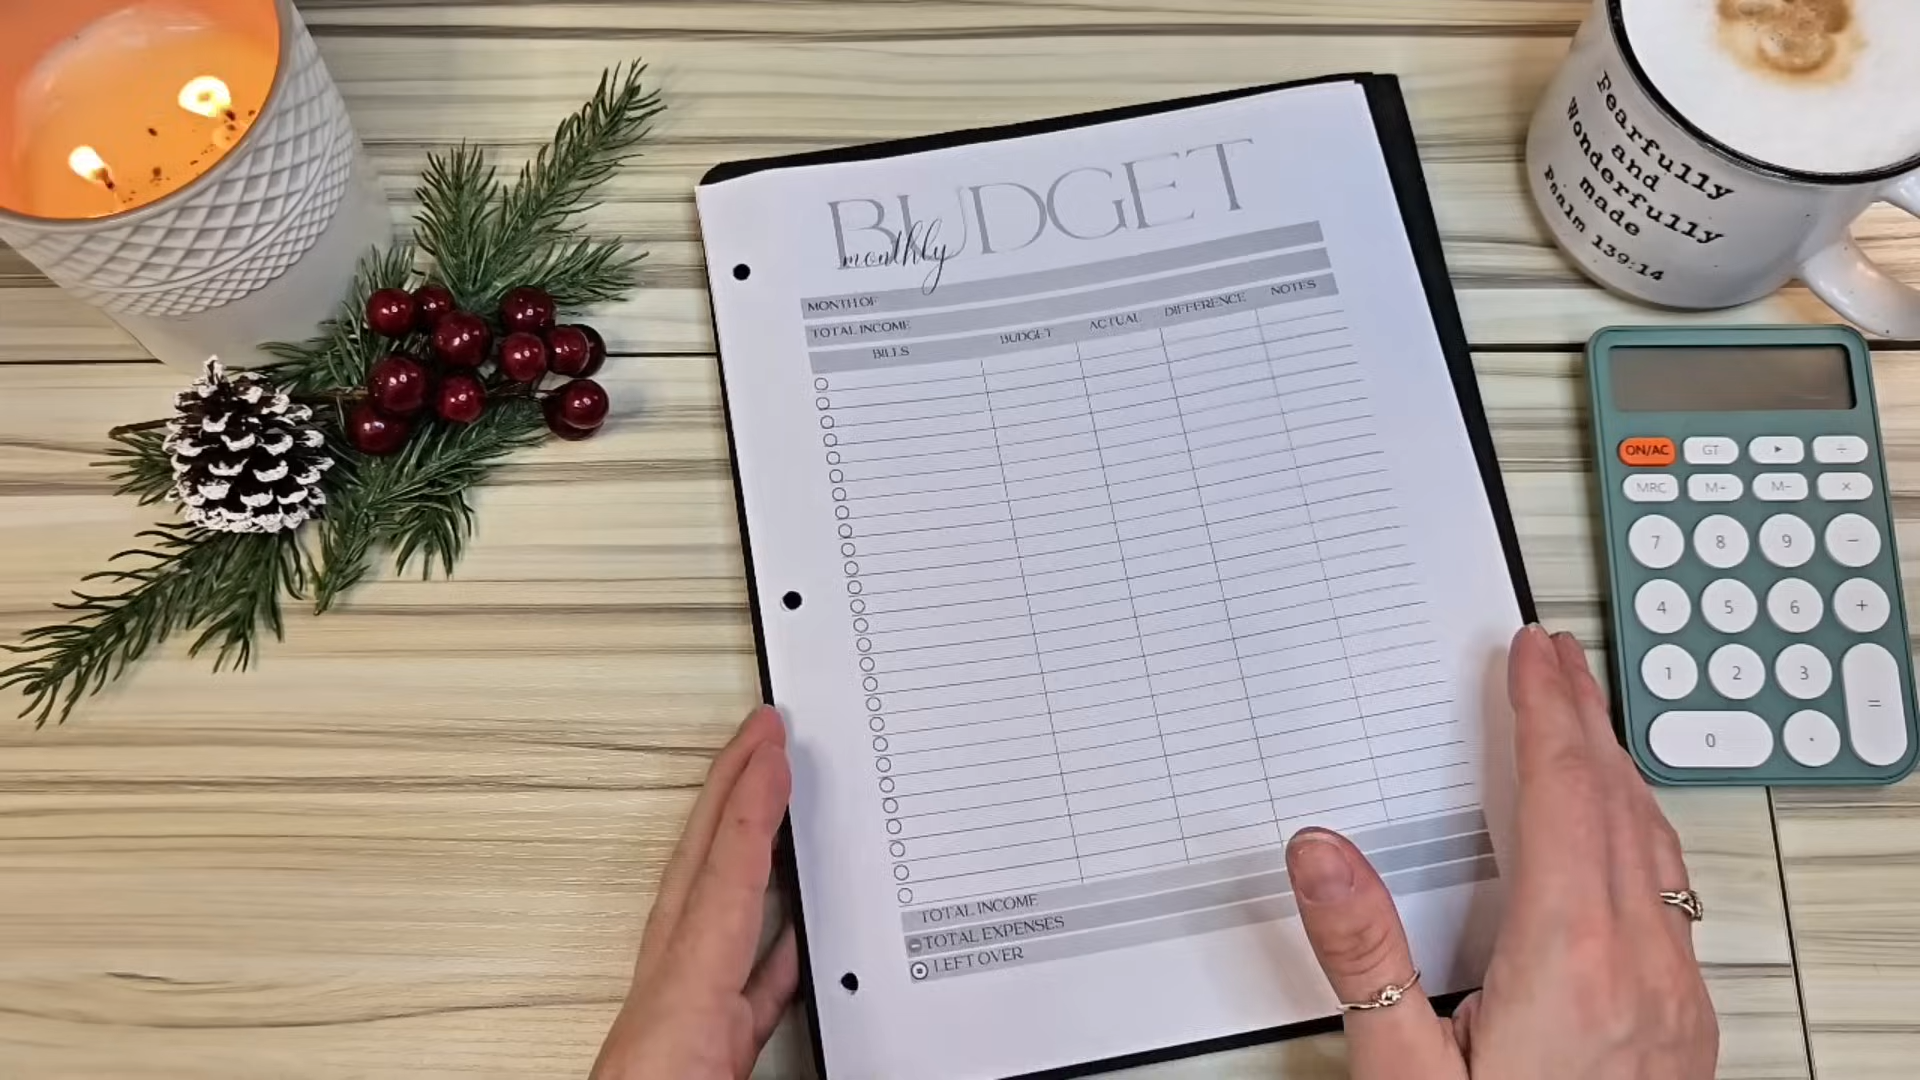 BUDGET
monthly
MONTH OF
TOTAL INCOME
BILLS BUDGET ACTUAL DIFFERENCE NOTES
TOTAL INCOME
TOTAL EXPENSES
LEFT OVER
Fearfully
and
Wonderfully
made
Psalm 139:14
ON/AC GT ▶ ÷
MRC M+ M− ×
7 8 9 −
4 5 6 +
1 2 3 =
0 .